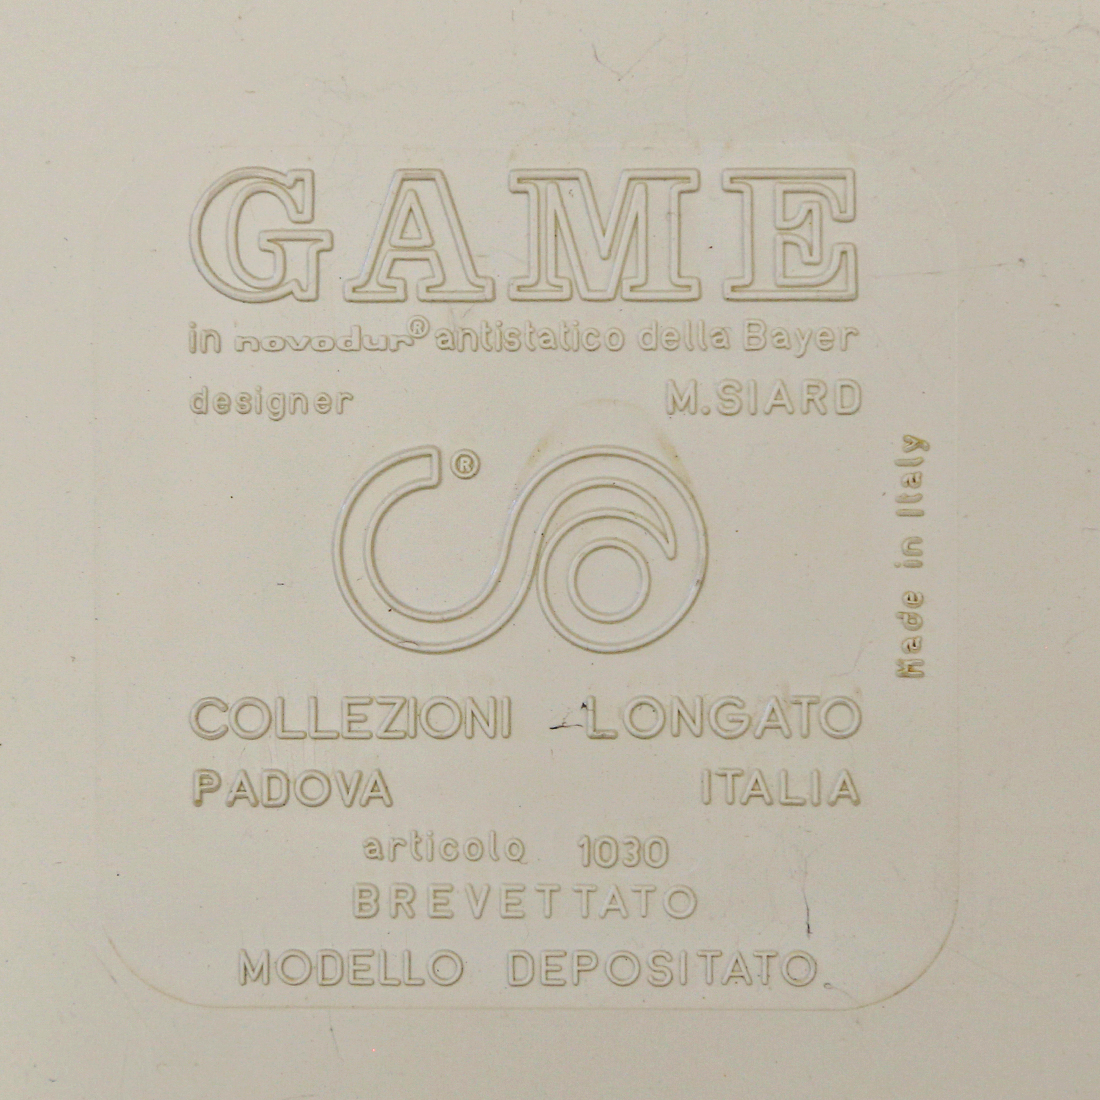 GAME
in novodur® antistatico della Bayer
designer M.SIARD
®
Made in Italy
COLLEZIONI LONGATO
PADOVA ITALIA
articolo 1030
BREVETTATO
MODELLO DEPOSITATO